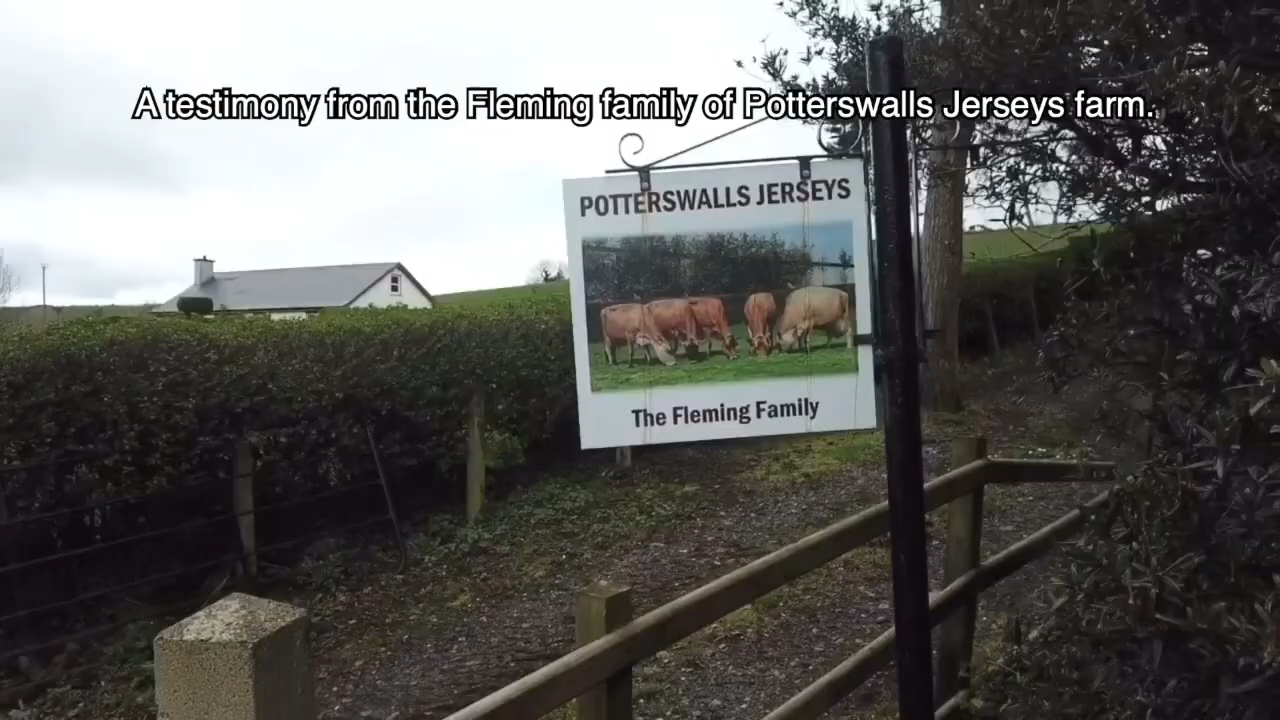 A testimony from the Fleming family of Potterswalls Jerseys farm.
POTTERSWALLS JERSEYS
The Fleming Family